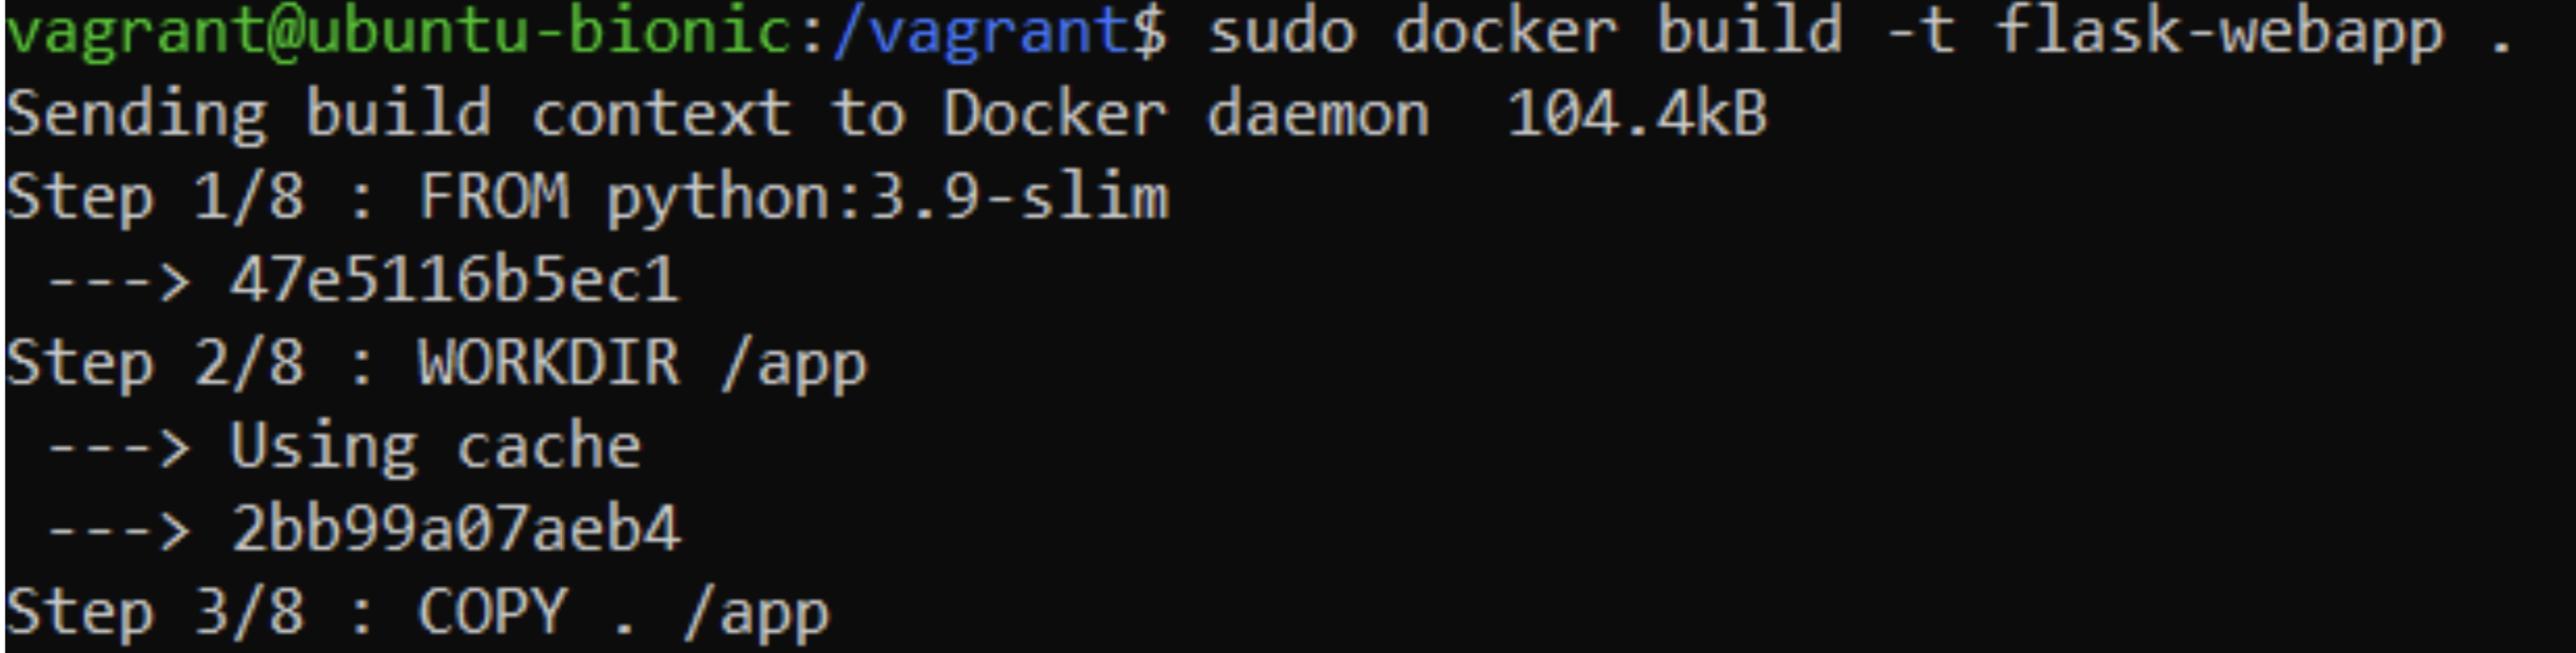 vagrant@ubuntu-bionic:/vagrant$ sudo docker build -t flask-webapp .
Sending build context to Docker daemon  104.4kB
Step 1/8 : FROM python:3.9-slim
 ---> 47e5116b5ec1
Step 2/8 : WORKDIR /app
 ---> Using cache
 ---> 2bb99a07aeb4
Step 3/8 : COPY . /app